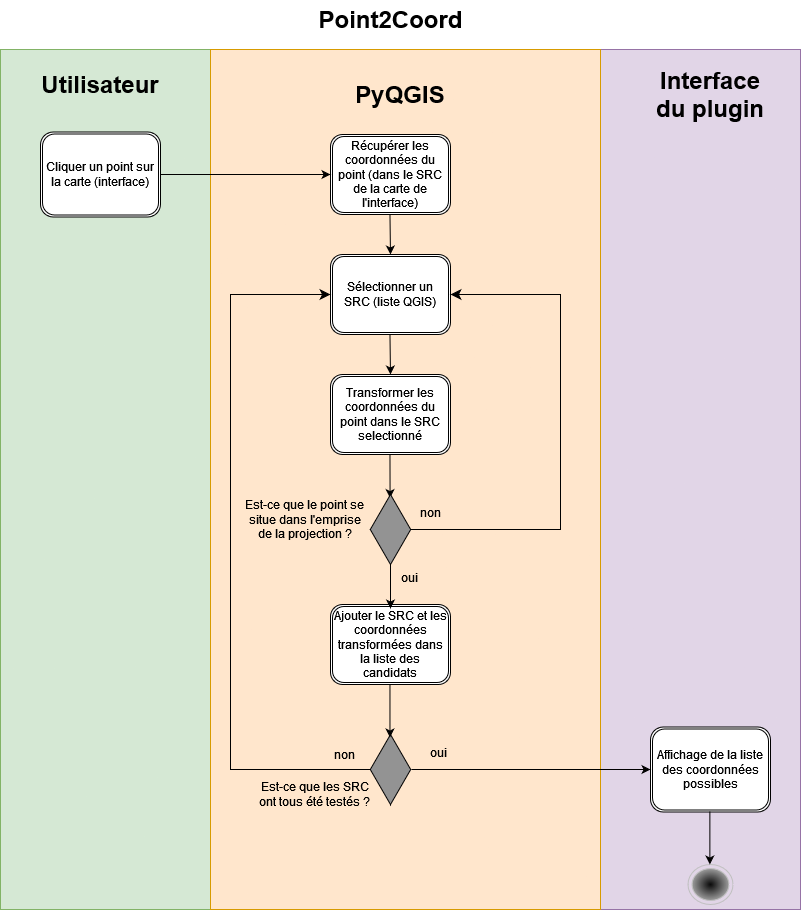 Point2Coord
Utilisateur
PyQGIS
Interface
du plugin
Cliquer un point sur
la carte (interface)
Récupérer les
coordonnées du
point (dans le SRC
de la carte de
l'interface)
Sélectionner un
SRC (liste QGIS)
Transformer les
coordonnées du
point dans le SRC
selectionné
Est-ce que le point se
situe dans l'emprise
de la projection ?
non
oui
Ajouter le SRC et les
coordonnées
transformées dans
la liste des
candidats
non
oui
Est-ce que les SRC
ont tous été testés ?
Affichage de la liste
des coordonnées
possibles